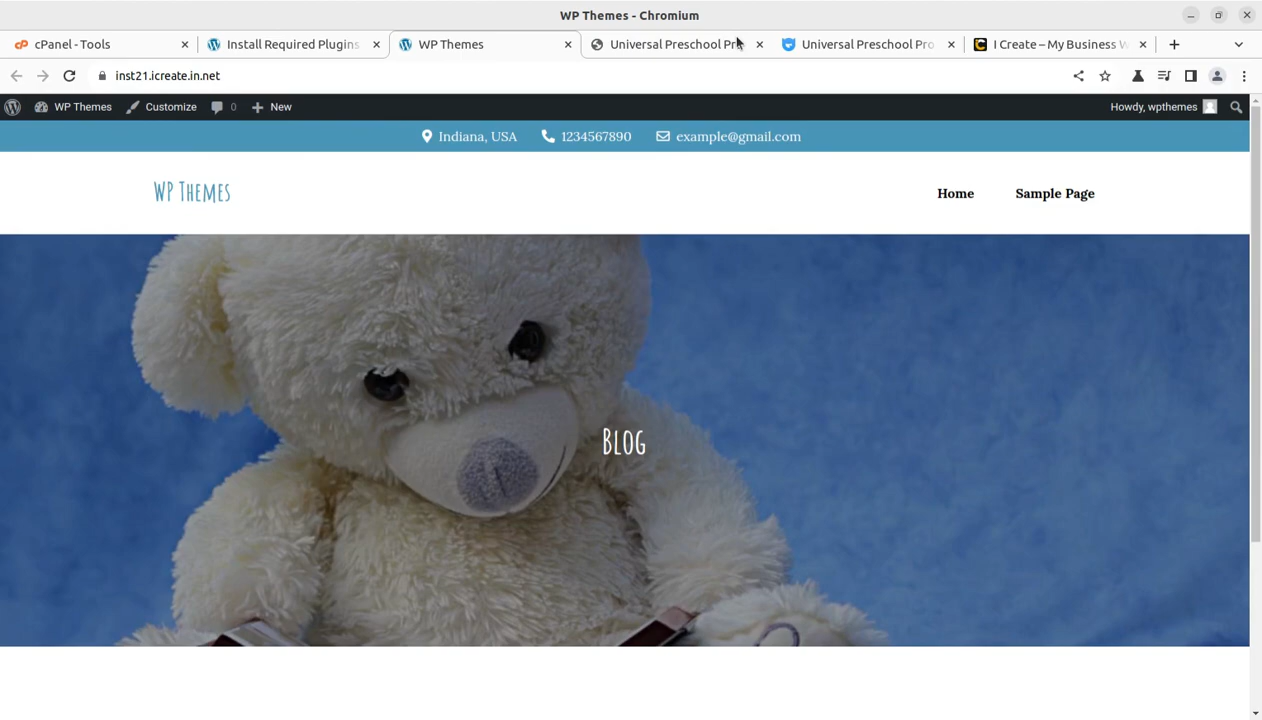 WP Themes - Chromium
cPanel - Tools
Install Required Plugins
WP Themes
Universal Preschool Pr
Universal Preschool Pro
I Create – My Business W
inst21.icreate.in.net
WP Themes
Customize
0
New
Howdy, wpthemes
Indiana, USA
1234567890
example@gmail.com
WP Themes
Home
Sample Page
Blog